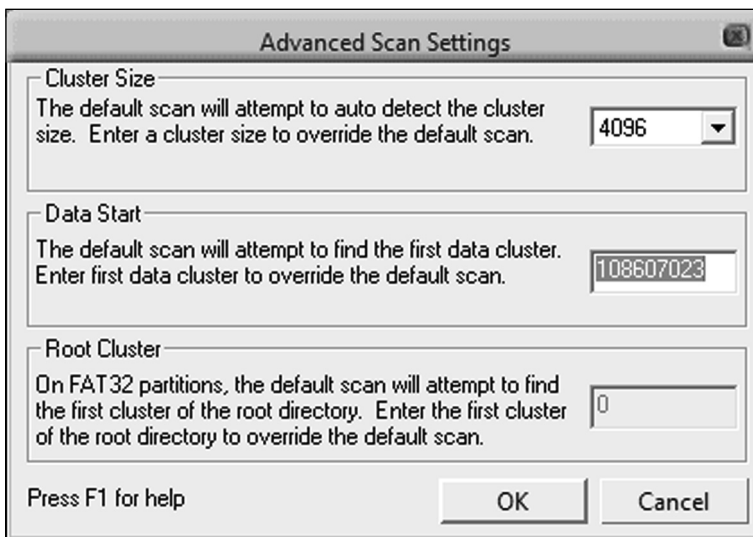 Advanced Scan Settings
Cluster Size
The default scan will attempt to auto detect the cluster
size.  Enter a cluster size to override the default scan.
4096
Data Start
The default scan will attempt to find the first data cluster.
Enter first data cluster to override the default scan.
108607023
Root Cluster
On FAT32 partitions, the default scan will attempt to find
the first cluster of the root directory.  Enter the first cluster
of the root directory to override the default scan.
0
Press F1 for help
OK
Cancel